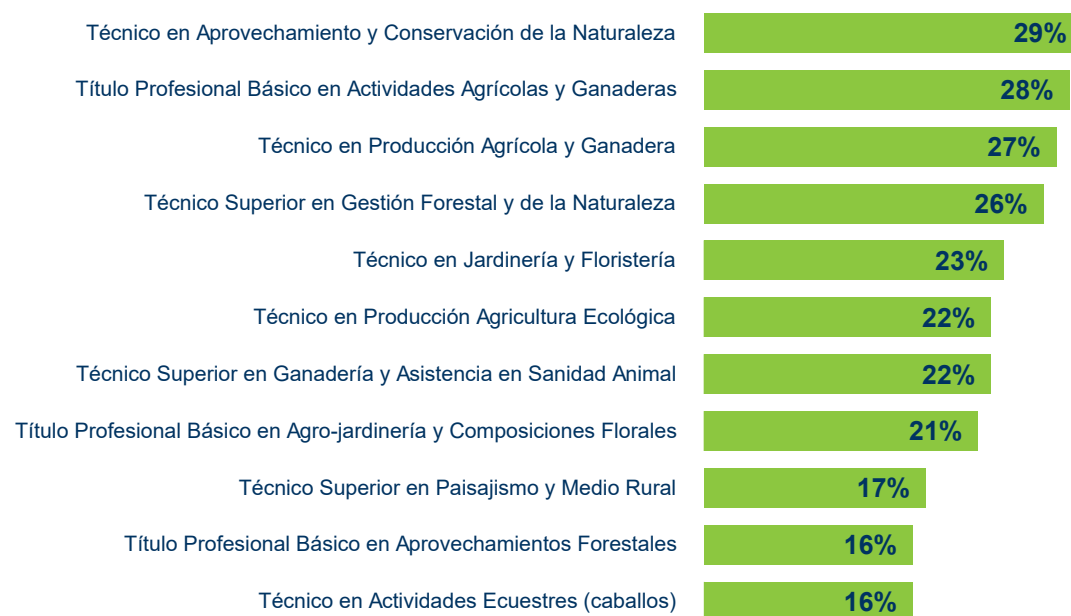 Técnico en Aprovechamiento y Conservación de la Naturaleza 29%
Título Profesional Básico en Actividades Agrícolas y Ganaderas 28%
Técnico en Producción Agrícola y Ganadera 27%
Técnico Superior en Gestión Forestal y de la Naturaleza 26%
Técnico en Jardinería y Floristería 23%
Técnico en Producción Agricultura Ecológica 22%
Técnico Superior en Ganadería y Asistencia en Sanidad Animal 22%
Título Profesional Básico en Agro-jardinería y Composiciones Florales 21%
Técnico Superior en Paisajismo y Medio Rural 17%
Título Profesional Básico en Aprovechamientos Forestales 16%
Técnico en Actividades Ecuestres (caballos) 16%